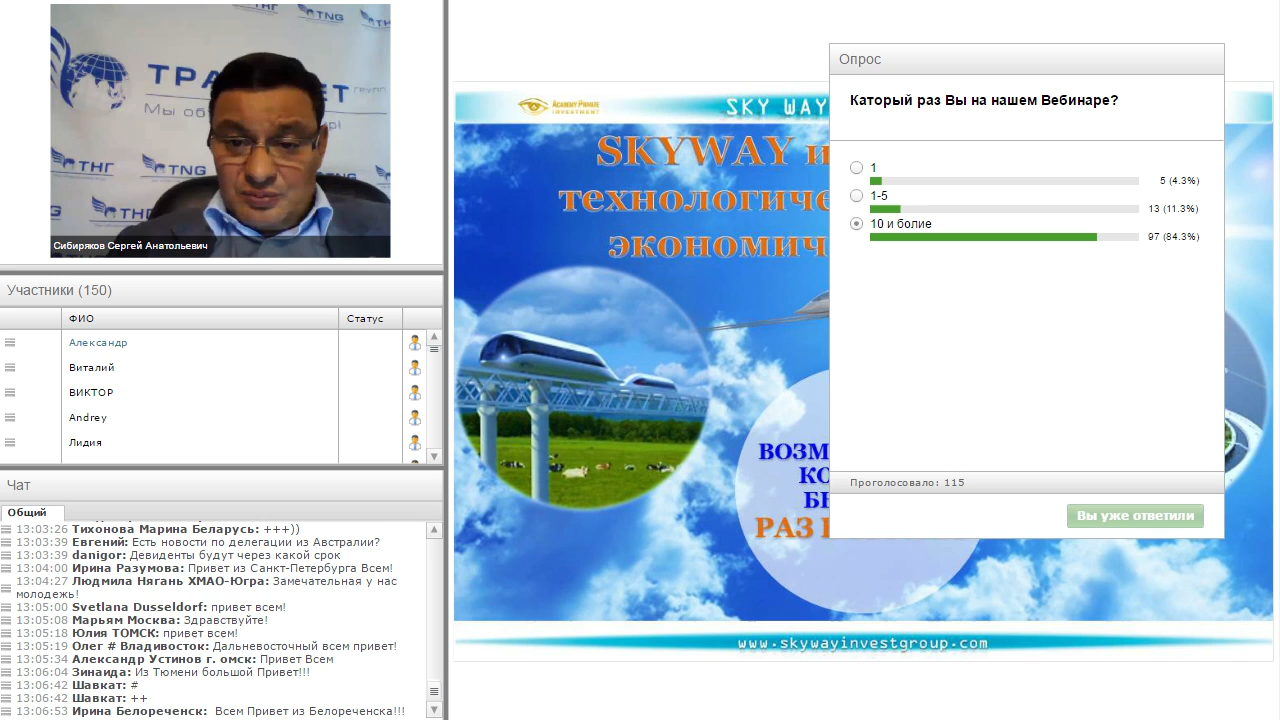 TNG
ТРА
ГРУПП
Мы об
ТНГ
TNG
ТНГ
TNG
Сибиряков Сергей Анатольевич
Участники (150)
ФИО Статус
Александр
Виталий
ВИКТОР
Andrey
Лидия
Чат
Общий
13:03:26 Тихонова Марина Беларусь: +++))
13:03:39 Евгений: Есть новости по делегации из Австралии?
13:03:39 danigor: Девиденты будут через какой срок
13:04:00 Ирина Разумова: Привет из Санкт-Петербурга Всем!
13:04:27 Людмила Нягань ХМАО-Югра: Замечательная у нас
молодежь!
13:05:00 Svetlana Dusseldorf: привет всем!
13:05:08 Марьям Москва: Здравствуйте!
13:05:18 Юлия ТОМСК: привет всем!
13:05:19 Олег # Владивосток: Дальневосточный всем привет!
13:05:34 Александр Устинов г. омск: Привет Всем
13:06:04 Зинаида: Из Тюмени большой Привет!!!
13:06:42 Шавкат: #
13:06:42 Шавкат: ++
13:06:53 Ирина Белореченск: Всем Привет из Белореченска!!!
ACADEMY PRIVATE
INVESTMENT
SKY WAY
SKYWAY и
технологиче
экономич
ВОЗМ
КО
БЫ
РАЗ
www.skywayinvestgroup.com
Опрос
Каторый раз Вы на нашем Вебинаре?
1
5 (4.3%)
1-5
13 (11.3%)
10 и болие
97 (84.3%)
Проголосовало: 115
Вы уже ответили